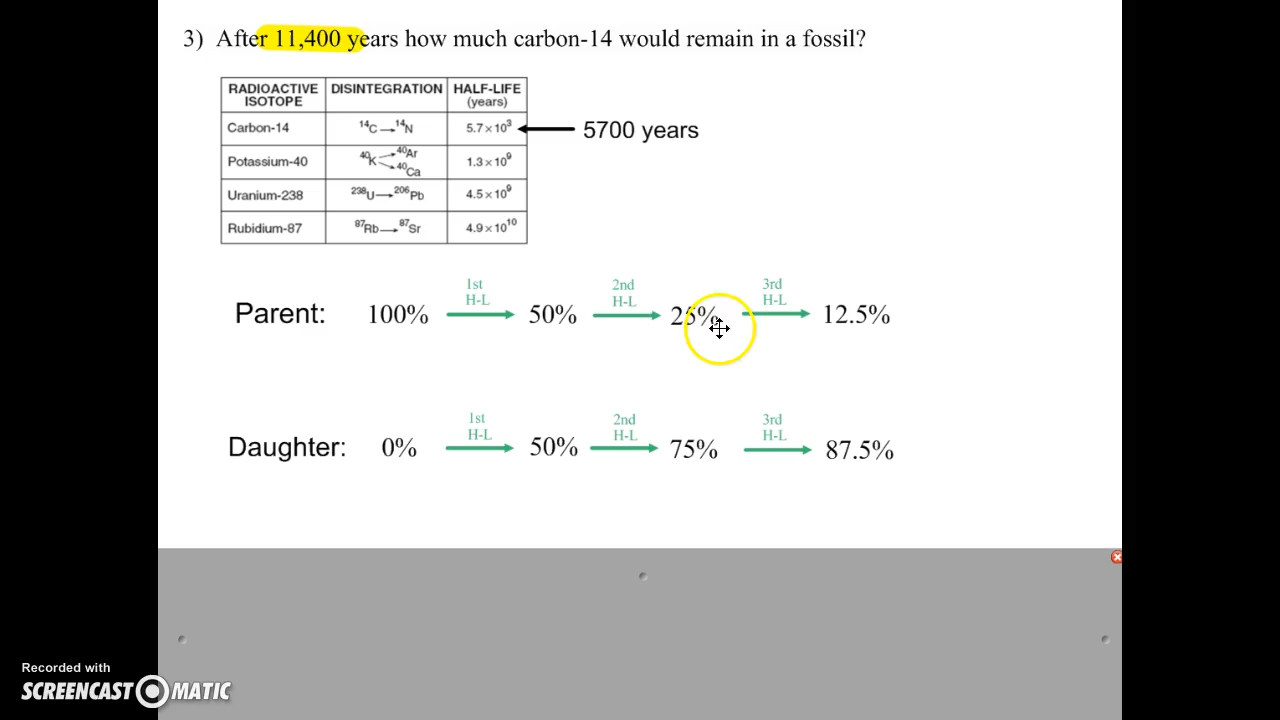 3) After 11,400 years how much carbon-14 would remain in a fossil?
RADIOACTIVE ISOTOPE DISINTEGRATION HALF-LIFE (years)
Carbon-14 ¹⁴C→¹⁴N 5.7 × 10³
5700 years
Potassium-40 ⁴⁰K ⁴⁰Ar ⁴⁰Ca 1.3 × 10⁹
Uranium-238 ²³⁸U→²⁰⁶Pb 4.5 × 10⁹
Rubidium-87 ⁸⁷Rb→⁸⁷Sr 4.9 × 10¹⁰
1st H-L 2nd H-L 3rd H-L
Parent: 100% 50% 25% 12.5%
1st H-L 2nd H-L 3rd H-L
Daughter: 0% 50% 75% 87.5%
Recorded with
SCREENCAST MATIC